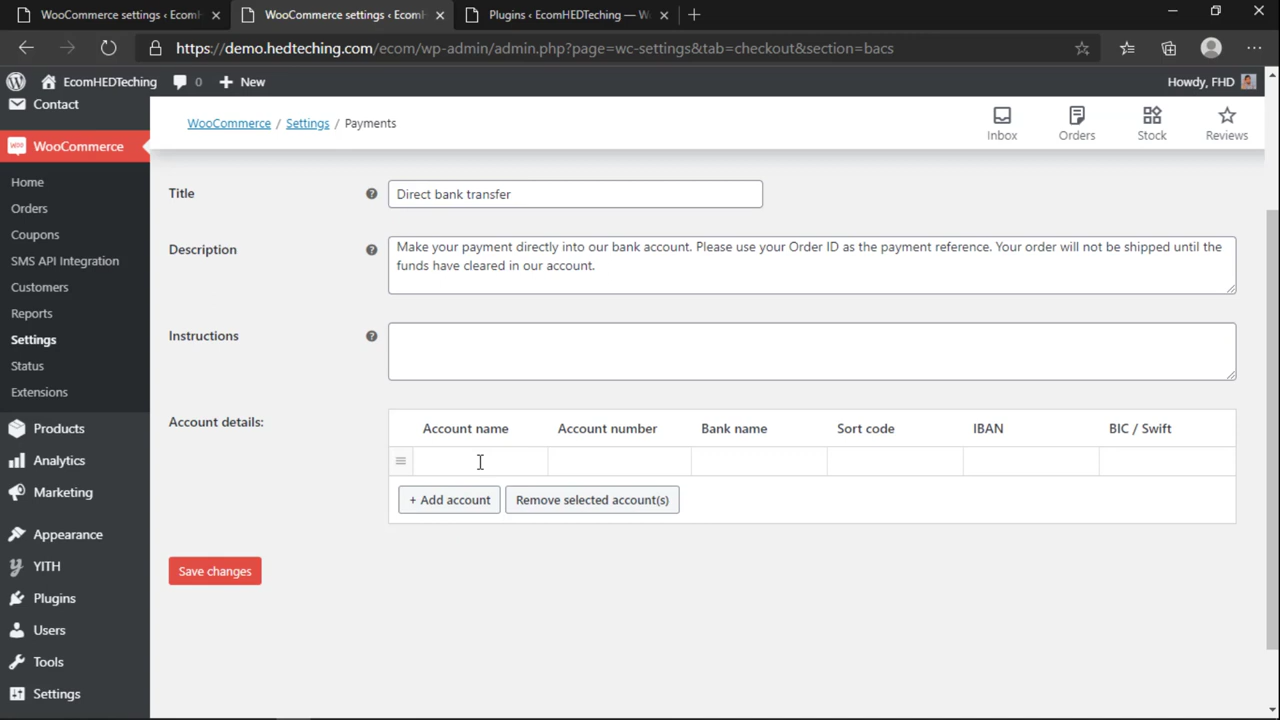 WooCommerce settings ‹ EcomH
WooCommerce settings ‹ EcomH
Plugins ‹ EcomHEDTeching — W
https://demo.hedteching.com/ecom/wp-admin/admin.php?page=wc-settings&tab=checkout&section=bacs
EcomHEDTeching
0
New
Howdy, FHD
Contact
WooCommerce
Home
Orders
Coupons
SMS API Integration
Customers
Reports
Settings
Status
Extensions
Products
Analytics
Marketing
Appearance
YITH
Plugins
Users
Tools
Settings
WooCommerce / Settings / Payments
Inbox
Orders
Stock
Reviews
Title
Direct bank transfer
Description
Make your payment directly into our bank account. Please use your Order ID as the payment reference. Your order will not be shipped until the
funds have cleared in our account.
Instructions
Account details:
Account name
Account number
Bank name
Sort code
IBAN
BIC / Swift
+ Add account
Remove selected account(s)
Save changes